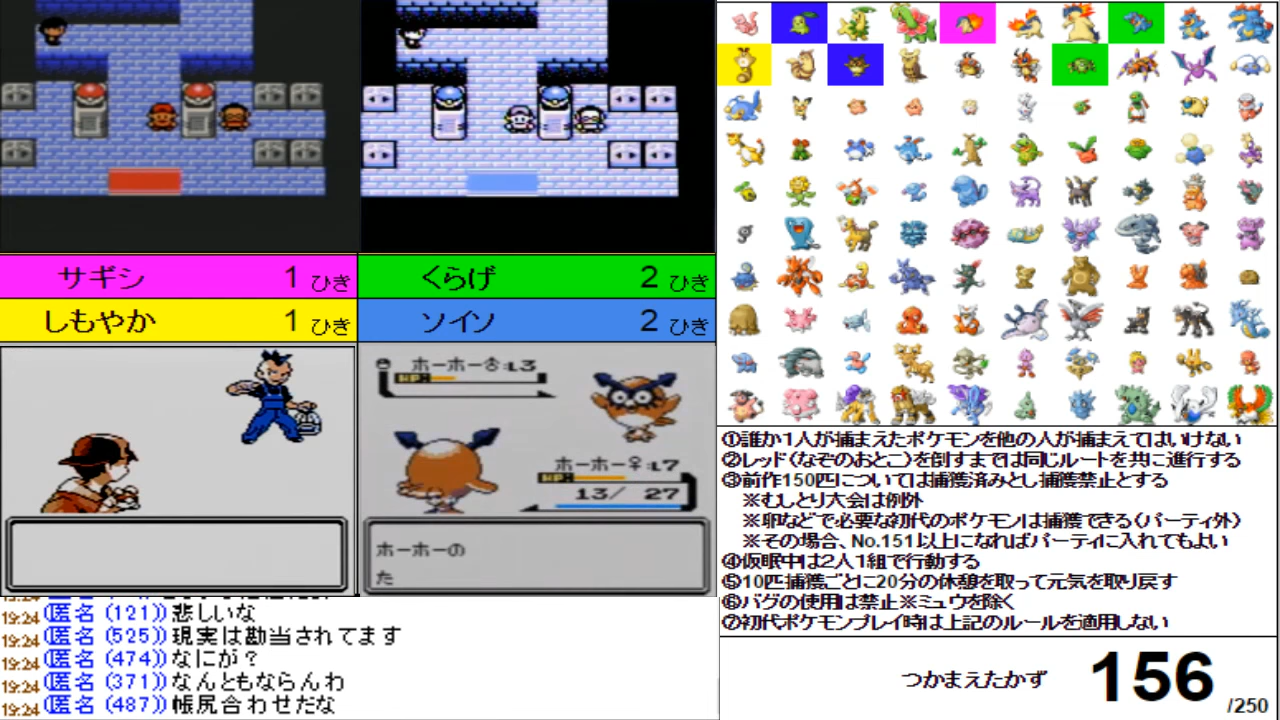 サギシ 1 ひき
くらげ 2 ひき
しもやか 1 ひき
ソイソ 2 ひき
ホーホー♂:L3
HP
ホーホー♀:L7
HP
13/ 27
ホーホーの
た
19:24 (匿名 (121)) 悲しいな
19:24 (匿名 (525)) 現実は勘当されてます
19:24 (匿名 (474)) なにが？
19:24 (匿名 (371)) なんともならんわ
19:24 (匿名 (487)) 帳尻合わせだな
①誰か1人が捕まえたポケモンを他の人が捕まえてはいけない
②レッド(なぞのおとこ)を倒すまでは同じルートを共に進行する
③前作150匹については捕獲済みとし捕獲禁止とする
※むしとり大会は例外
※卵などで必要な初代のポケモンは捕獲できる(パーティ外)
※その場合、No.151以上になればパーティに入れてもよい
④仮眠中は2人1組で行動する
⑤10匹捕獲ごとに20分の休憩を取って元気を取り戻す
⑥バグの使用は禁止※ミュウを除く
⑦初代ポケモンプレイ時は上記のルールを適用しない
つかまえたかず 156 /250